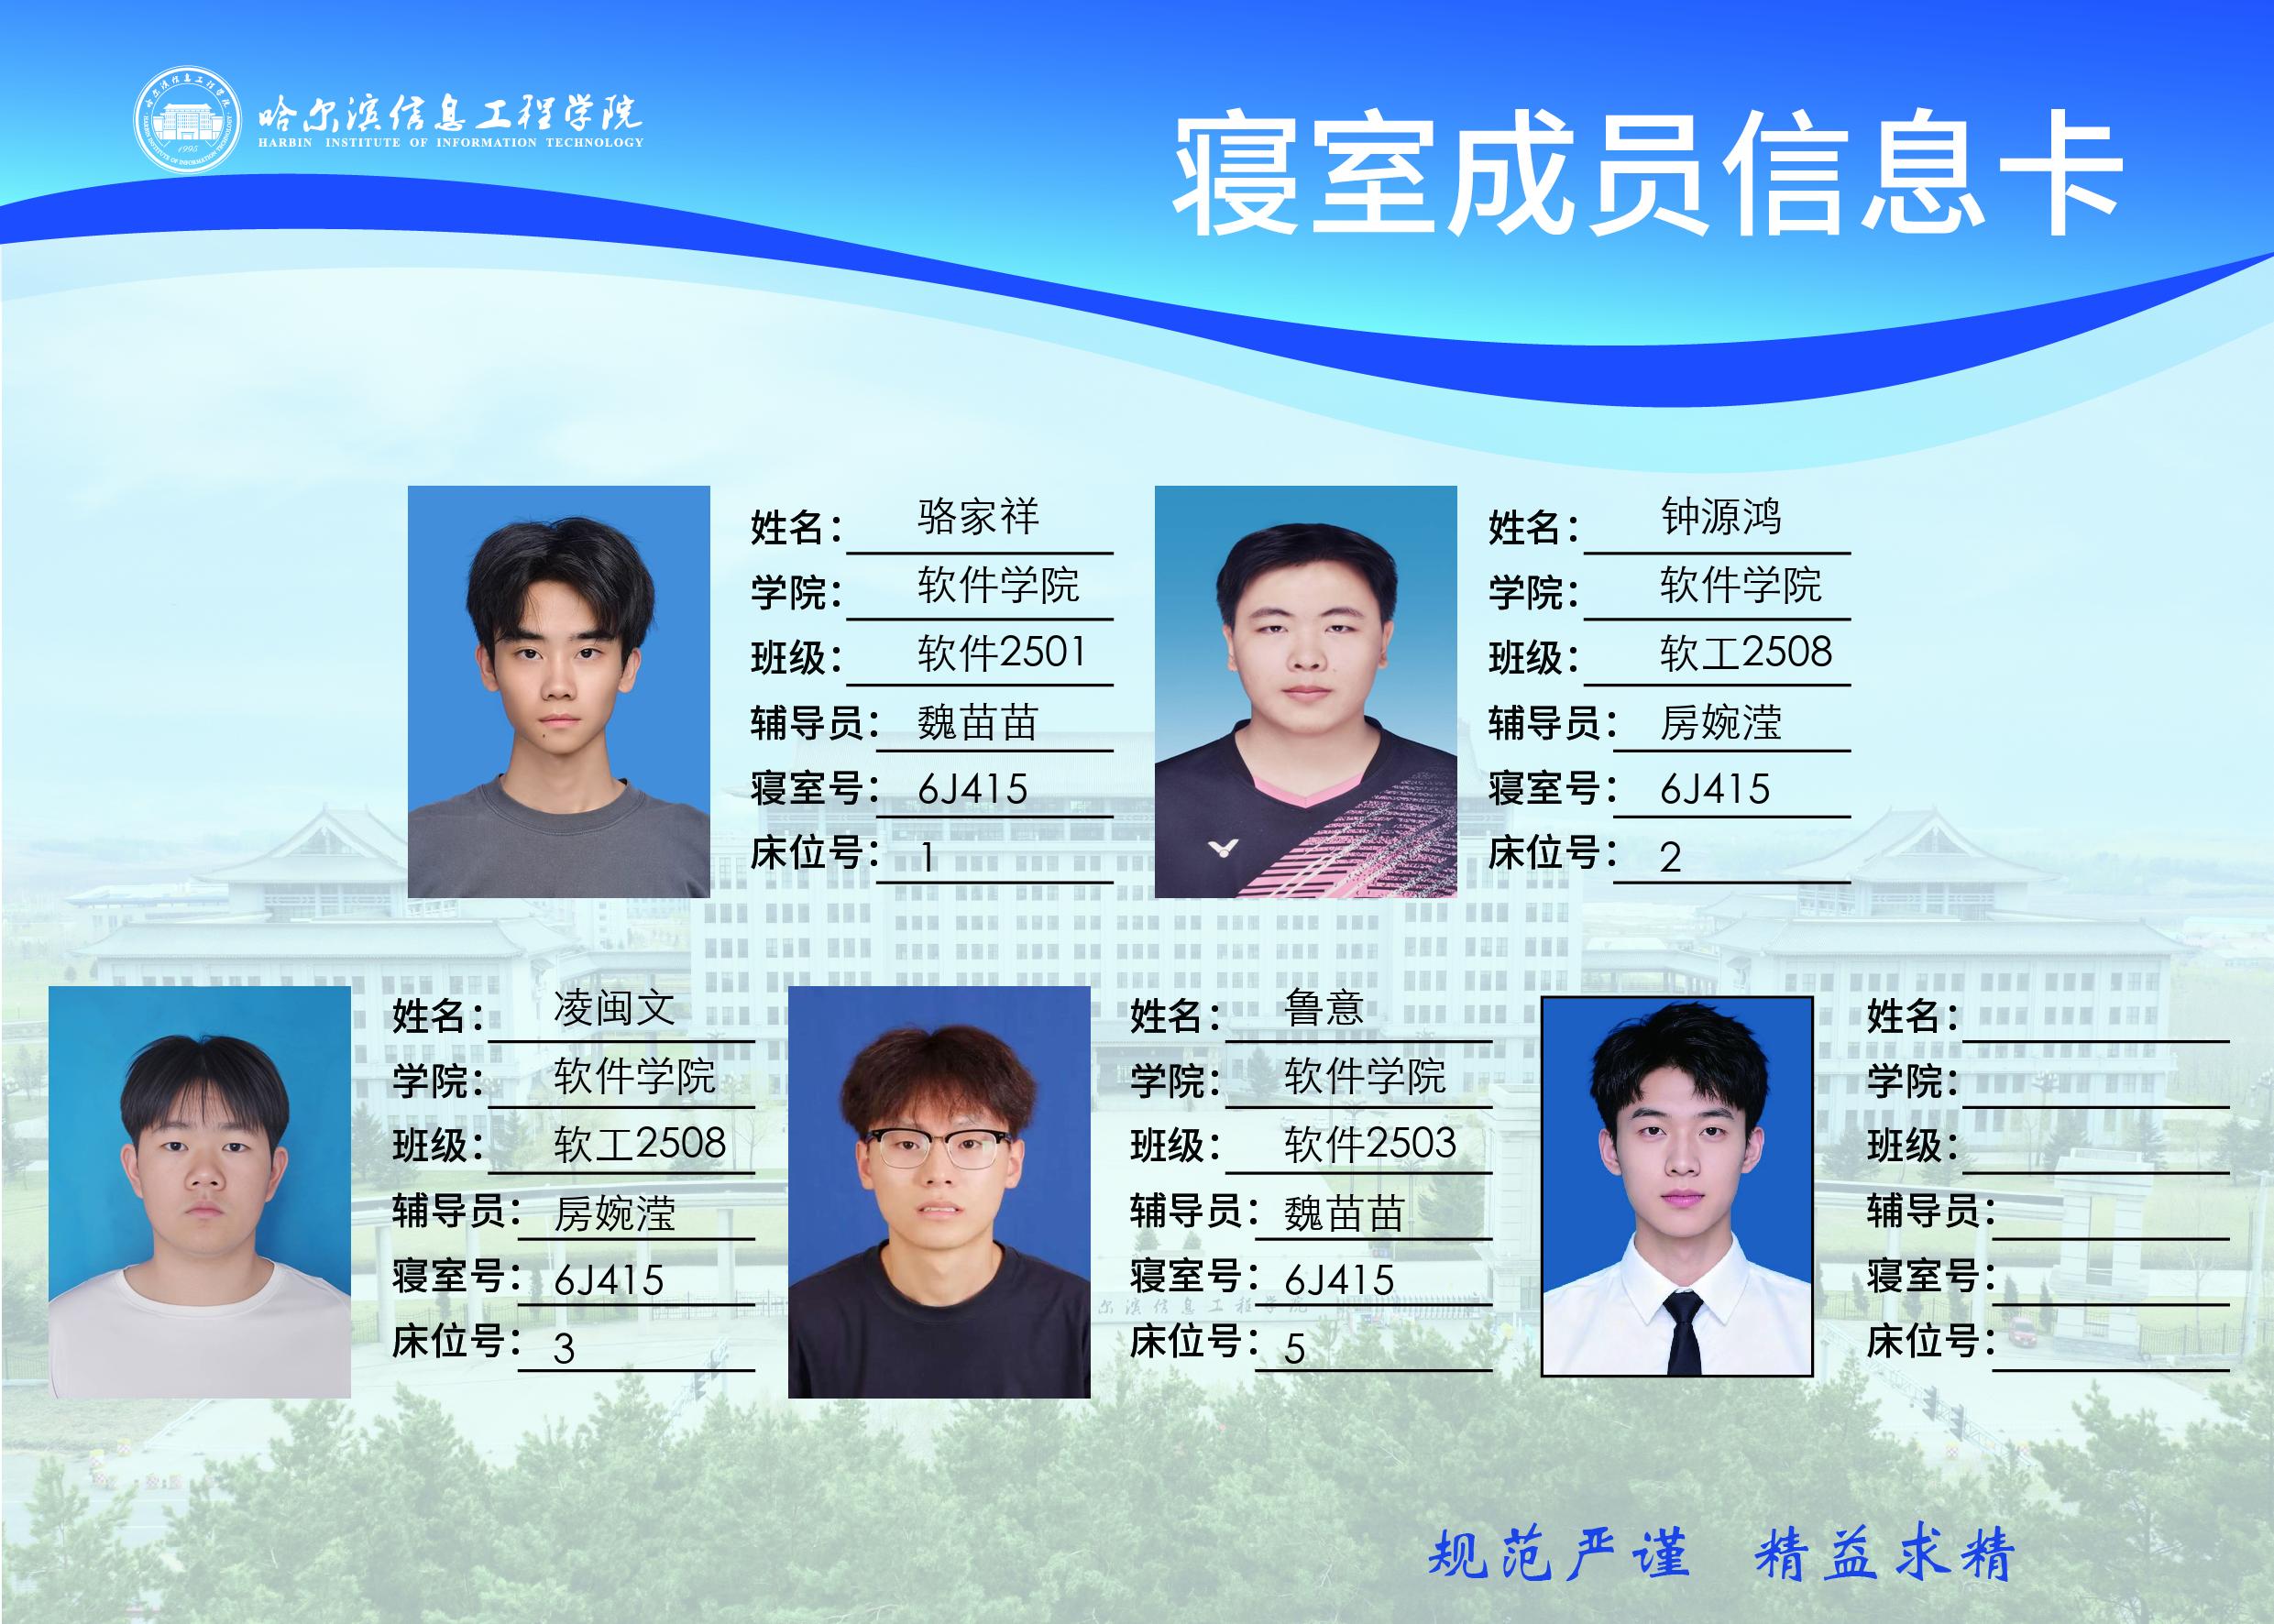 哈尔滨信息工程学院
HARBIN INSTITUTE OF INFORMATION TECHNOLOGY
1995
寝室成员信息卡
姓名: 骆家祥
学院: 软件学院
班级: 软件2501
辅导员: 魏苗苗
寝室号: 6J415
床位号: 1
姓名: 钟源鸿
学院: 软件学院
班级: 软工2508
辅导员: 房婉滢
寝室号: 6J415
床位号: 2
姓名: 凌闽文
学院: 软件学院
班级: 软工2508
辅导员: 房婉滢
寝室号: 6J415
床位号: 3
姓名: 鲁意
学院: 软件学院
班级: 软件2503
辅导员: 魏苗苗
寝室号: 6J415
床位号: 5
姓名:
学院:
班级:
辅导员:
寝室号:
床位号:
尔滨信息工程学院
规范严谨 精益求精